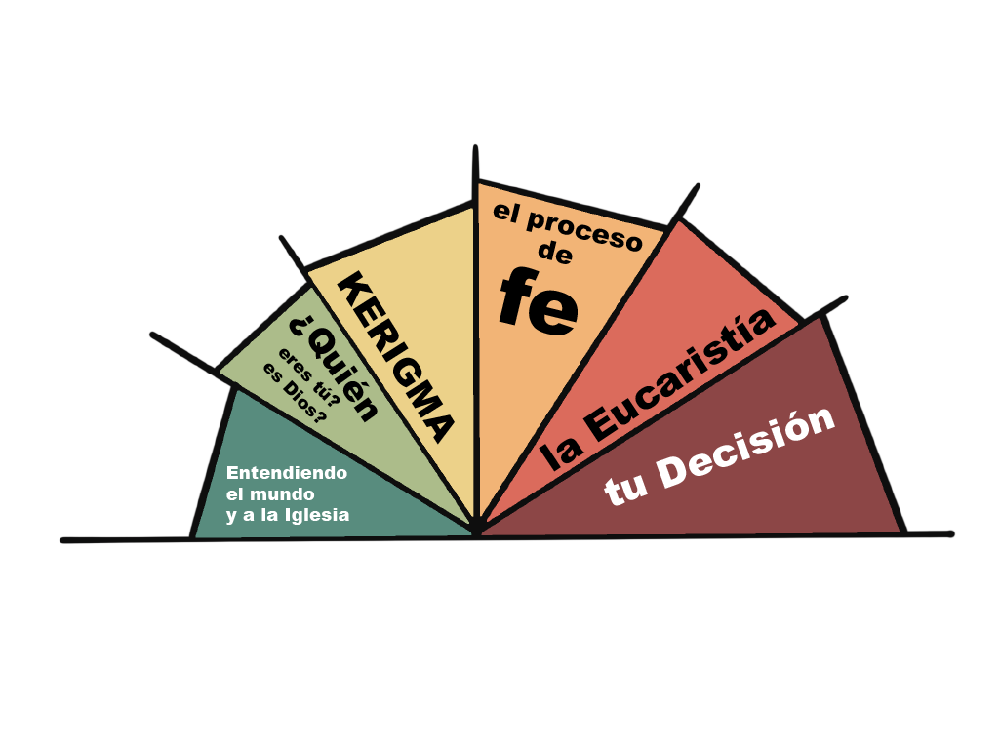 Entendiendo
el mundo
y a la Iglesia
¿Quién
eres tú?
es Dios?
KERIGMA
el proceso
de
fe
la Eucaristía
tu Decisión